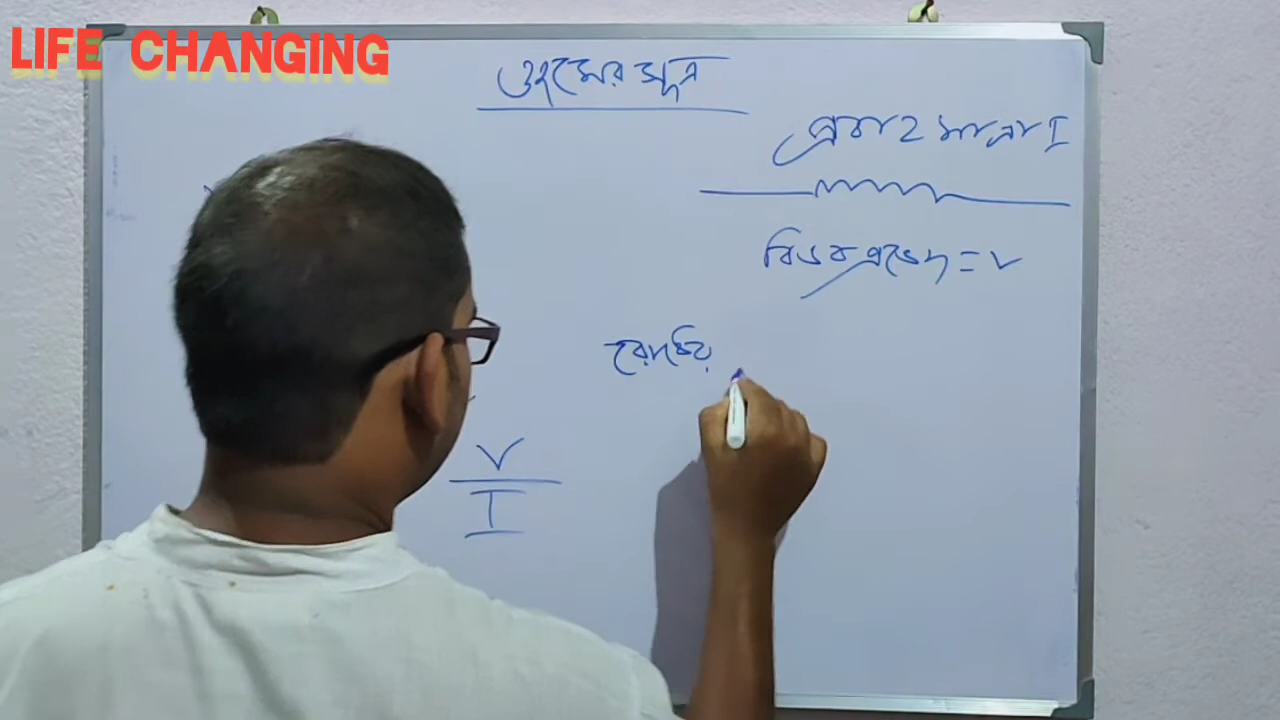 LIFE CHANGING
ওহমের সূত্র
প্রবাহ মাত্রা I
বিভব প্রভেদ = V
রোধের
V
I